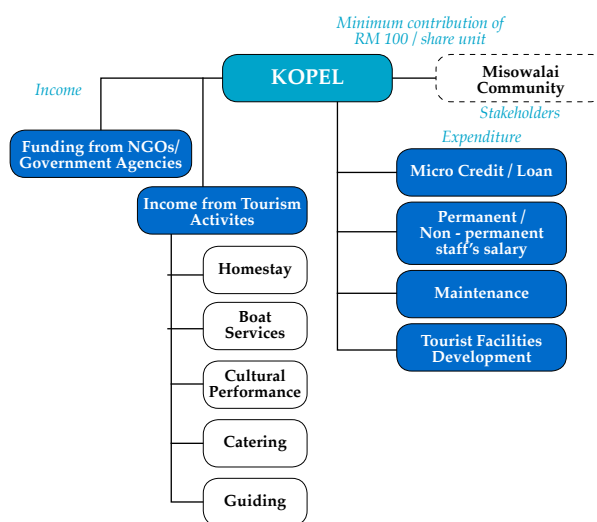 Minimum contribution of
RM 100 / share unit
KOPEL
Misowalai
Community
Stakeholders
Income
Funding from NGOs/
Government Agencies
Income from Tourism
Activites
Homestay
Boat
Services
Cultural
Performance
Catering
Guiding
Expenditure
Micro Credit / Loan
Permanent /
Non - permanent
staff's salary
Maintenance
Tourist Facilities
Development